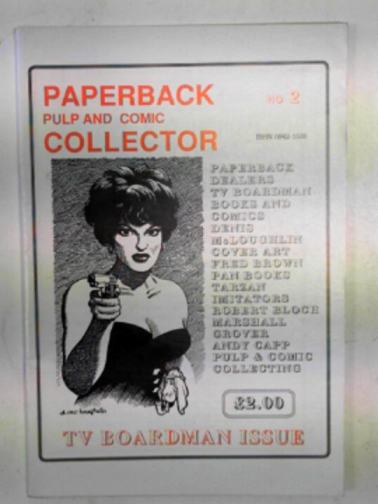 PAPERBACK
NO 2
PULP AND COMIC
COLLECTOR
PAPERBACK
DEALERS
TV BOARDMAN
BOOKS AND
COMICS
DENIS
McLOUGHLIN
COVER ART
FRED BROWN
PAN BOOKS
TARZAN
IMITATORS
ROBERT BLOCH
MARSHALL
GROVER
ANDY CAPP
PULP & COMIC
COLLECTING
£2.00
TV BOARDMAN ISSUE